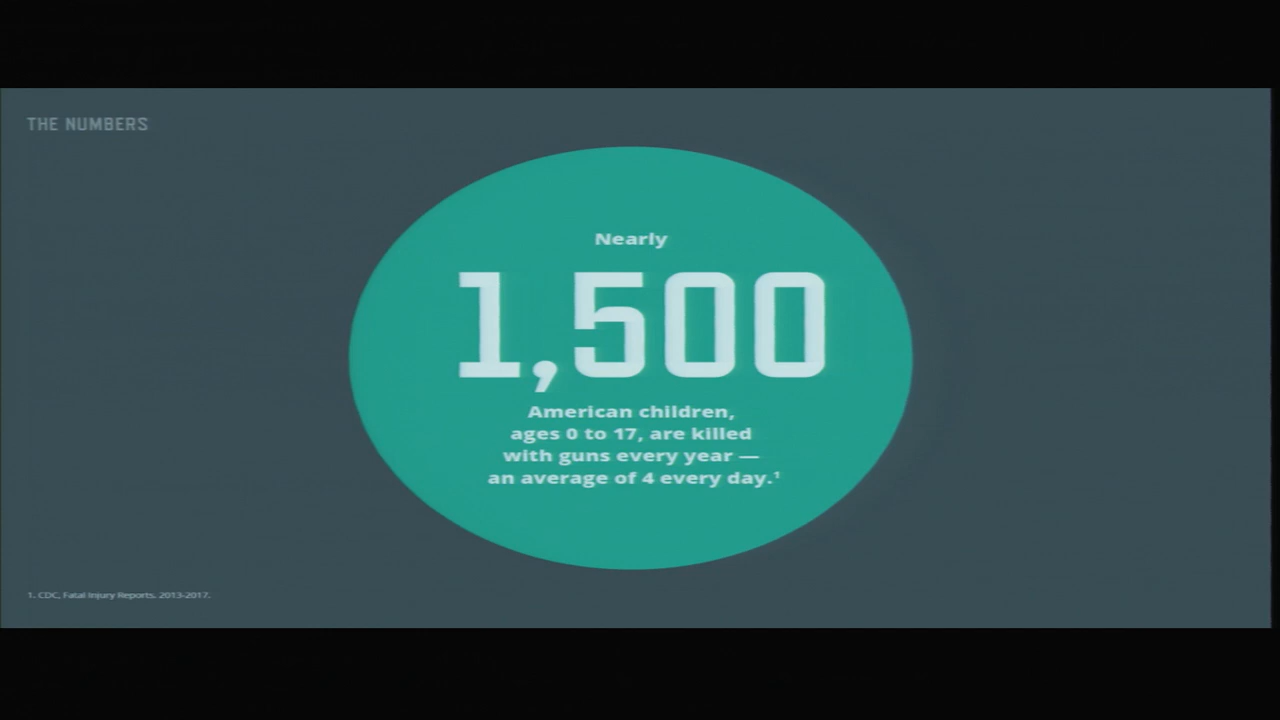 THE NUMBERS
Nearly
1,500
American children,
ages 0 to 17, are killed
with guns every year —
an average of 4 every day.¹
1. CDC, Fatal Injury Reports. 2013-2017.